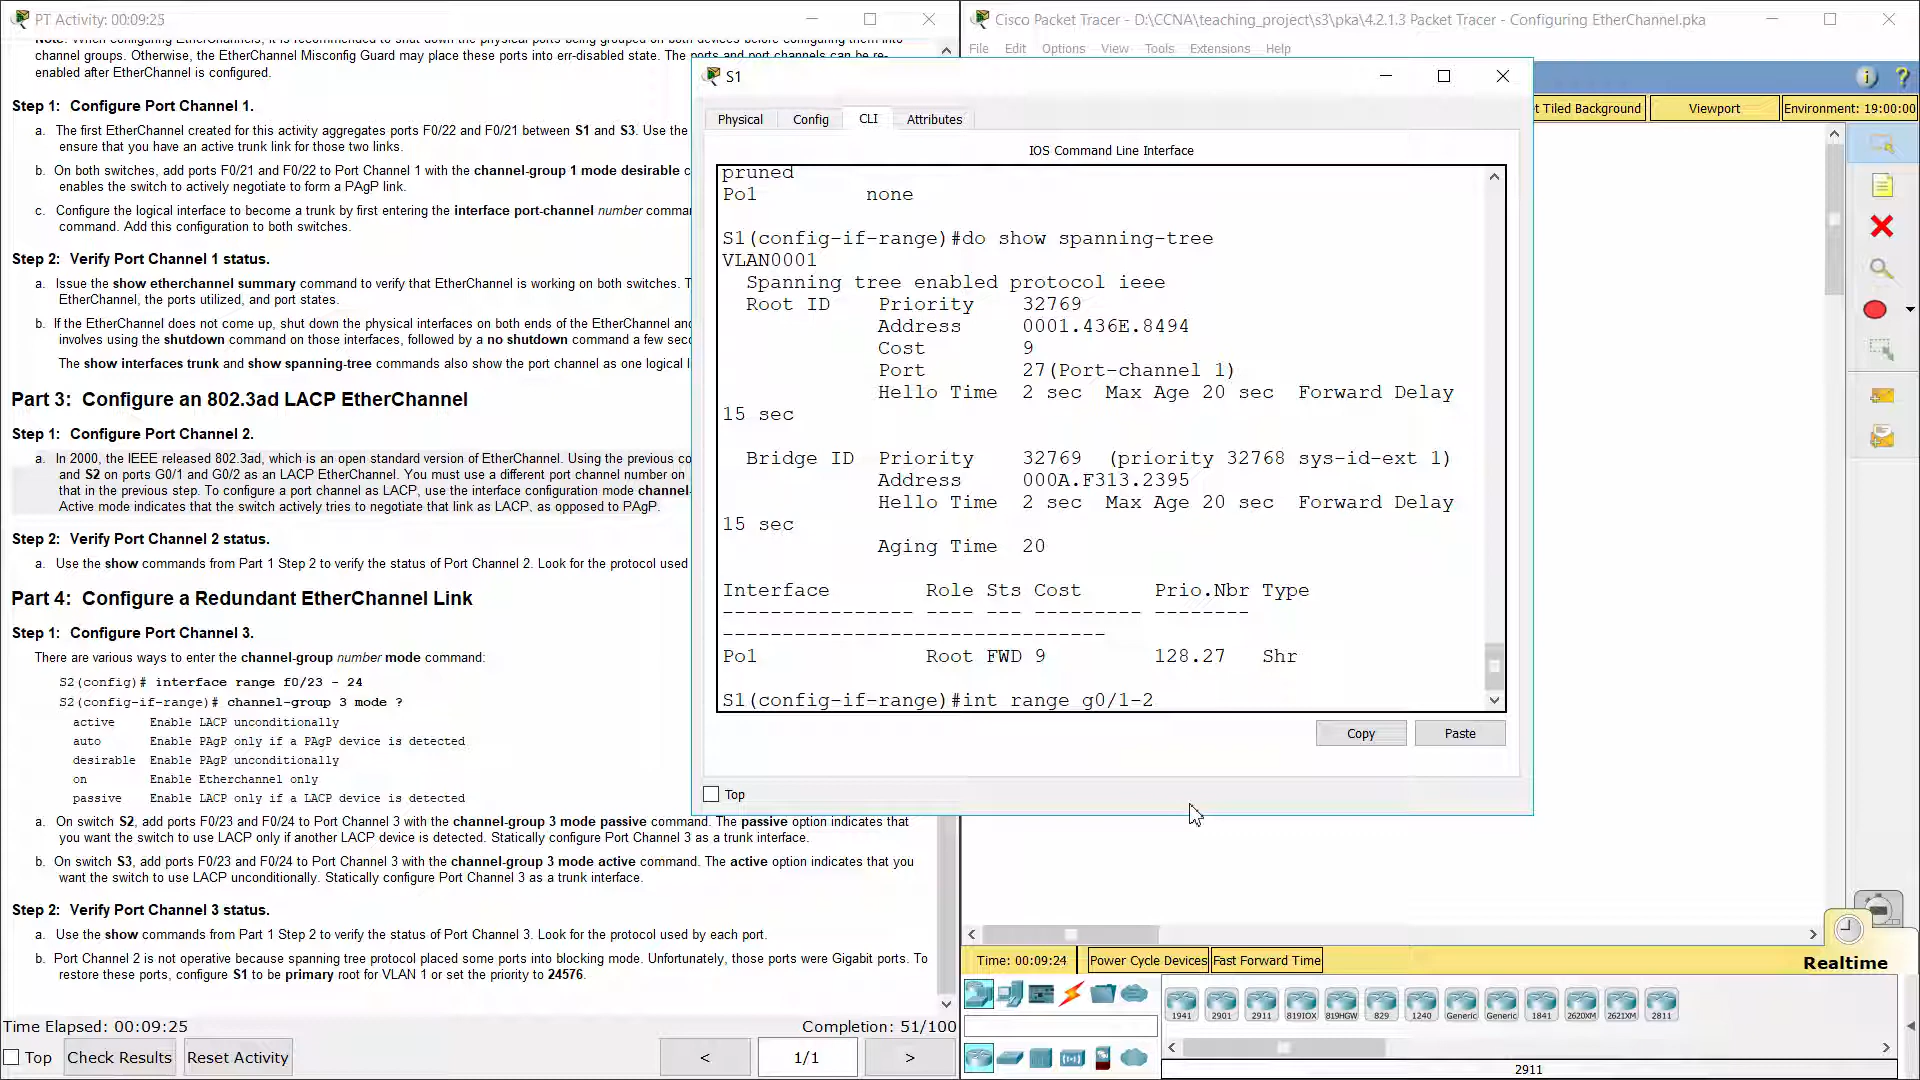 PT Activity: 00:09:25
channel groups. Otherwise, the EtherChannel Misconfig Guard may place these ports into err-disabled state. The ports and port channels can be re-
enabled after EtherChannel is configured.
Step 1: Configure Port Channel 1.
a. The first EtherChannel created for this activity aggregates ports F0/22 and F0/21 between S1 and S3. Use the
ensure that you have an active trunk link for those two links.
b. On both switches, add ports F0/21 and F0/22 to Port Channel 1 with the channel-group 1 mode desirable c
enables the switch to actively negotiate to form a PAgP link.
c. Configure the logical interface to become a trunk by first entering the interface port-channel number comma
command. Add this configuration to both switches.
Step 2: Verify Port Channel 1 status.
a. Issue the show etherchannel summary command to verify that EtherChannel is working on both switches. T
EtherChannel, the ports utilized, and port states.
b. If the EtherChannel does not come up, shut down the physical interfaces on both ends of the EtherChannel and
involves using the shutdown command on those interfaces, followed by a no shutdown command a few sec
The show interfaces trunk and show spanning-tree commands also show the port channel as one logical l
Part 3: Configure an 802.3ad LACP EtherChannel
Step 1: Configure Port Channel 2.
a. In 2000, the IEEE released 802.3ad, which is an open standard version of EtherChannel. Using the previous co
and S2 on ports G0/1 and G0/2 as an LACP EtherChannel. You must use a different port channel number on
that in the previous step. To configure a port channel as LACP, use the interface configuration mode channel-
Active mode indicates that the switch actively tries to negotiate that link as LACP, as opposed to PAgP.
Step 2: Verify Port Channel 2 status.
a. Use the show commands from Part 1 Step 2 to verify the status of Port Channel 2. Look for the protocol used
Part 4: Configure a Redundant EtherChannel Link
Step 1: Configure Port Channel 3.
There are various ways to enter the channel-group number mode command:
S2(config)# interface range f0/23 - 24
S2(config-if-range)# channel-group 3 mode ?
active Enable LACP unconditionally
auto Enable PAgP only if a PAgP device is detected
desirable Enable PAgP unconditionally
on Enable Etherchannel only
passive Enable LACP only if a LACP device is detected
a. On switch S2, add ports F0/23 and F0/24 to Port Channel 3 with the channel-group 3 mode passive command. The passive option indicates that
you want the switch to use LACP only if another LACP device is detected. Statically configure Port Channel 3 as a trunk interface.
b. On switch S3, add ports F0/23 and F0/24 to Port Channel 3 with the channel-group 3 mode active command. The active option indicates that you
want the switch to use LACP unconditionally. Statically configure Port Channel 3 as a trunk interface.
Step 2: Verify Port Channel 3 status.
a. Use the show commands from Part 1 Step 2 to verify the status of Port Channel 3. Look for the protocol used by each port.
b. Port Channel 2 is not operative because spanning tree protocol placed some ports into blocking mode. Unfortunately, those ports were Gigabit ports. To
restore these ports, configure S1 to be primary root for VLAN 1 or set the priority to 24576.
Time Elapsed: 00:09:25
Completion: 51/100
Top
Check Results
Reset Activity
<
1/1
>
Cisco Packet Tracer - D:\CCNA\teaching_project\s3\pka\4.2.1.3 Packet Tracer - Configuring EtherChannel.pka
File Edit Options View Tools Extensions Help
t Tiled Background
Viewport
Environment: 19:00:00
S1
Physical Config CLI Attributes
IOS Command Line Interface
pruned
Po1 none
S1(config-if-range)#do show spanning-tree
VLAN0001
Spanning tree enabled protocol ieee
Root ID Priority 32769
Address 0001.436E.8494
Cost 9
Port 27(Port-channel 1)
Hello Time 2 sec Max Age 20 sec Forward Delay
15 sec
Bridge ID Priority 32769 (priority 32768 sys-id-ext 1)
Address 000A.F313.2395
Hello Time 2 sec Max Age 20 sec Forward Delay
15 sec
Aging Time 20
Interface Role Sts Cost Prio.Nbr Type
---------------- ---- --- --------- --------
--------------------------------
Po1 Root FWD 9 128.27 Shr
S1(config-if-range)#int range g0/1-2
Copy
Paste
Top
Time: 00:09:24
Power Cycle Devices
Fast Forward Time
Realtime
1941 2901 2911 819IOX 819HGW 829 1240 Generic Generic 1841 2620XM 2621XM 2811
2911